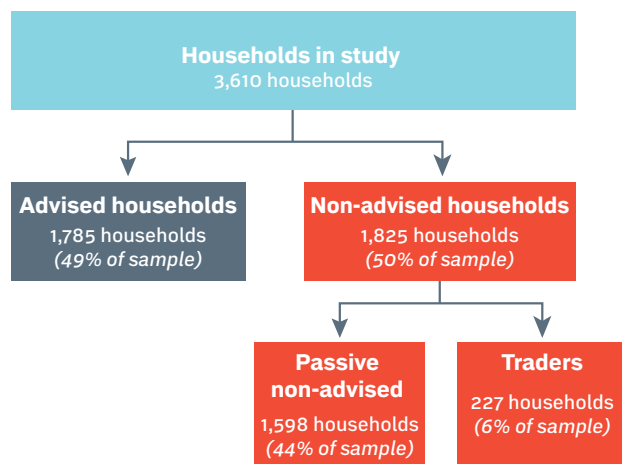 Households in study
3,610 households
Advised households
1,785 households
(49% of sample)
Non-advised households
1,825 households
(50% of sample)
Passive
non-advised
1,598 households
(44% of sample)
Traders
227 households
(6% of sample)